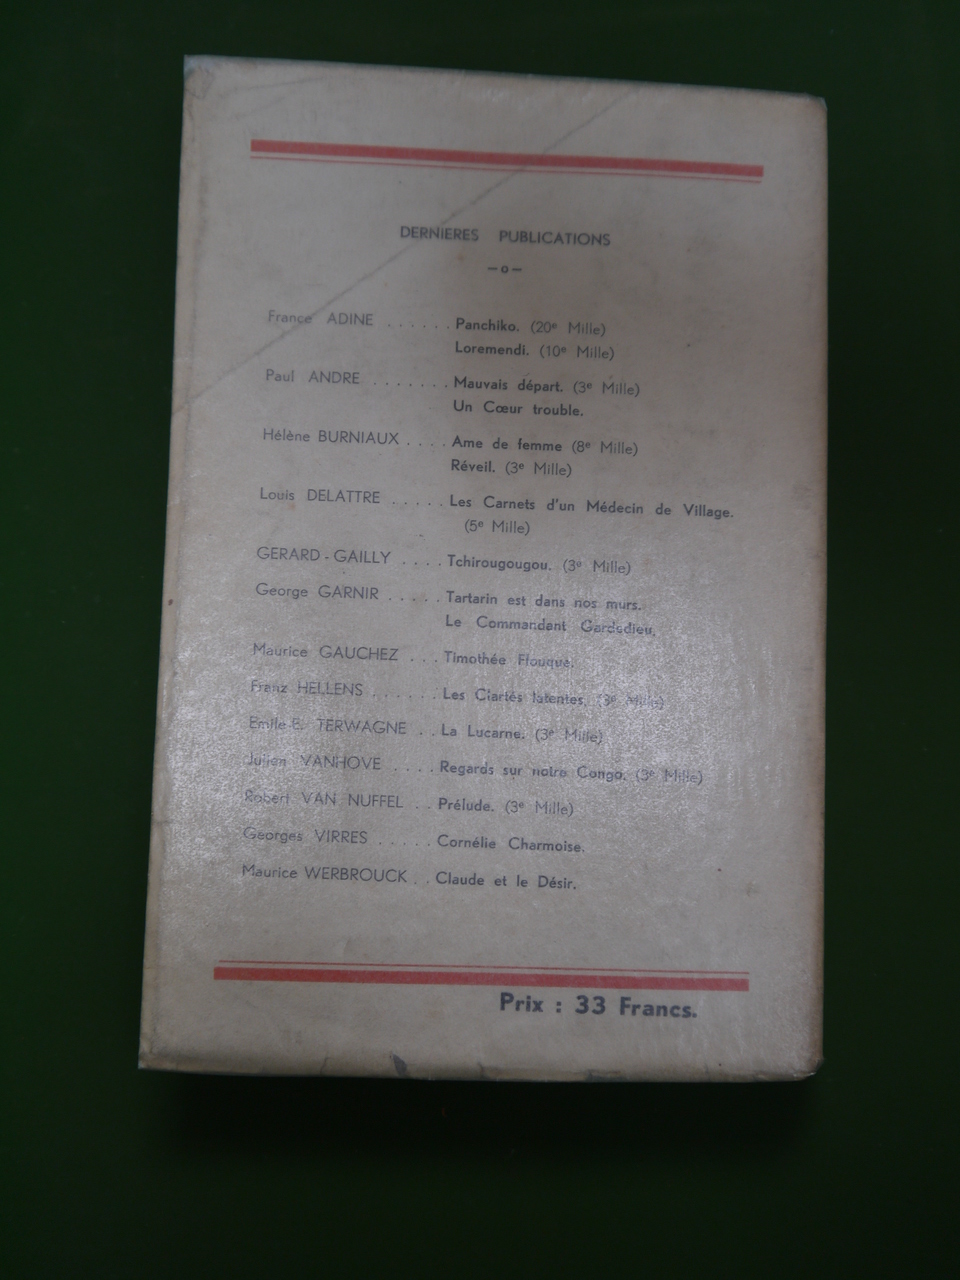 DERNIERES PUBLICATIONS
—o—
France ADINE . . . . . . Panchiko. (20e Mille)
Loremendi. (10e Mille)
Paul ANDRE . . . . . . . Mauvais départ. (3e Mille)
Un Cœur trouble.
Hélène BURNIAUX . . . . Ame de femme (8e Mille)
Réveil. (3e Mille)
Louis DELATTRE . . . . . Les Carnets d'un Médecin de Village.
(5e Mille)
GERARD - GAILLY . . . . Tchirougougou. (3e Mille)
George GARNIR . . . . . Tartarin est dans nos murs.
Le Commandant Gardedieu.
Maurice GAUCHEZ . . . Timothée Flouque.
Franz HELLENS . . . . . . Les Clartés latentes. (3e Mille)
Emile-E. TERWAGNE . . La Lucarne. (3e Mille)
Julien VANHOVE . . . . Regards sur notre Congo. (3e Mille)
Robert VAN NUFFEL . . Prélude. (3e Mille)
Georges VIRRES . . . . . Cornélie Charmoise.
Maurice WERBROUCK . . Claude et le Désir.
Prix : 33 Francs.